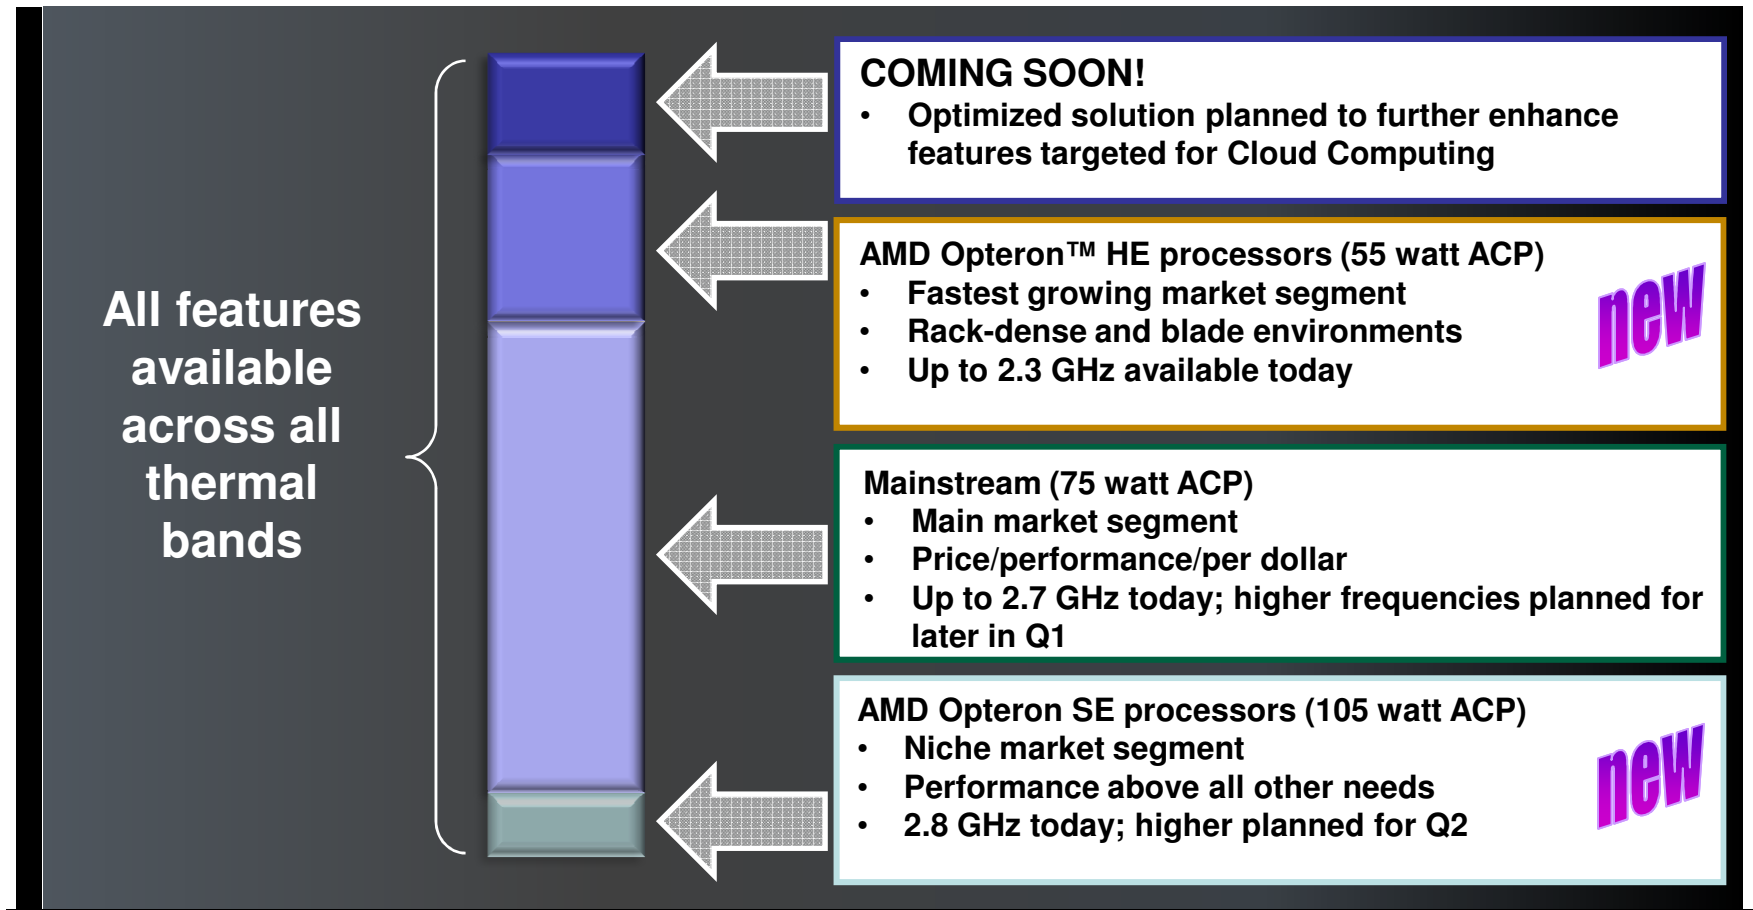 All features
available
across all
thermal
bands
COMING SOON!
• Optimized solution planned to further enhance
features targeted for Cloud Computing
AMD Opteron™ HE processors (55 watt ACP)
• Fastest growing market segment
• Rack-dense and blade environments
• Up to 2.3 GHz available today
new
Mainstream (75 watt ACP)
• Main market segment
• Price/performance/per dollar
• Up to 2.7 GHz today; higher frequencies planned for
later in Q1
AMD Opteron SE processors (105 watt ACP)
• Niche market segment
• Performance above all other needs
• 2.8 GHz today; higher planned for Q2
new